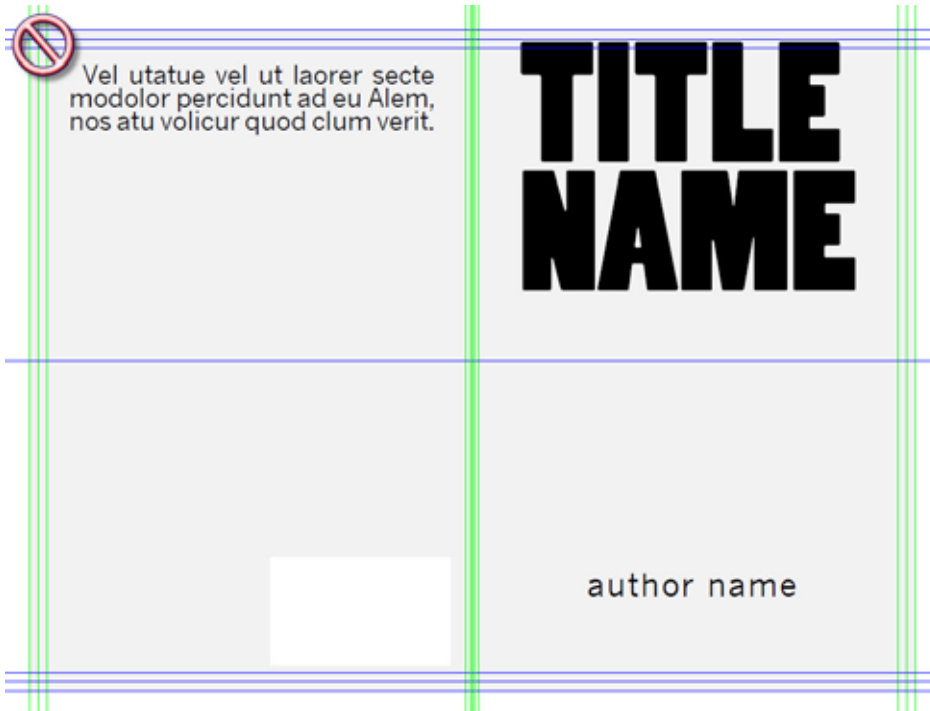 Vel utatue vel ut laorer secte
modolor percidunt ad eu Alem,
nos atu volicur quod clum verit.
TITLE
NAME
author name